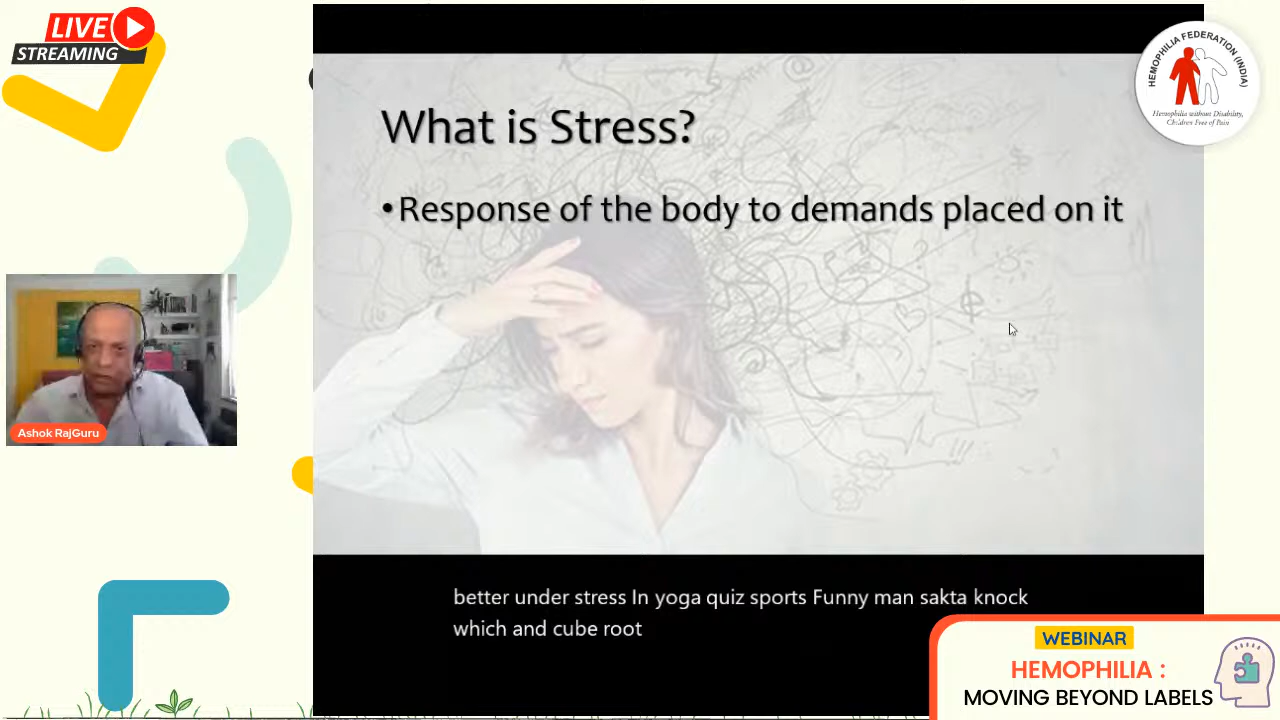 LIVE
STREAMING
HEMOPHILIA FEDERATION (INDIA)
Hemophilia without Disability,
Children Free of Pain
What is Stress?
•Response of the body to demands placed on it
Ashok RajGuru
better under stress In yoga quiz sports Funny man sakta knock
which and cube root
WEBINAR
HEMOPHILIA :
MOVING BEYOND LABELS